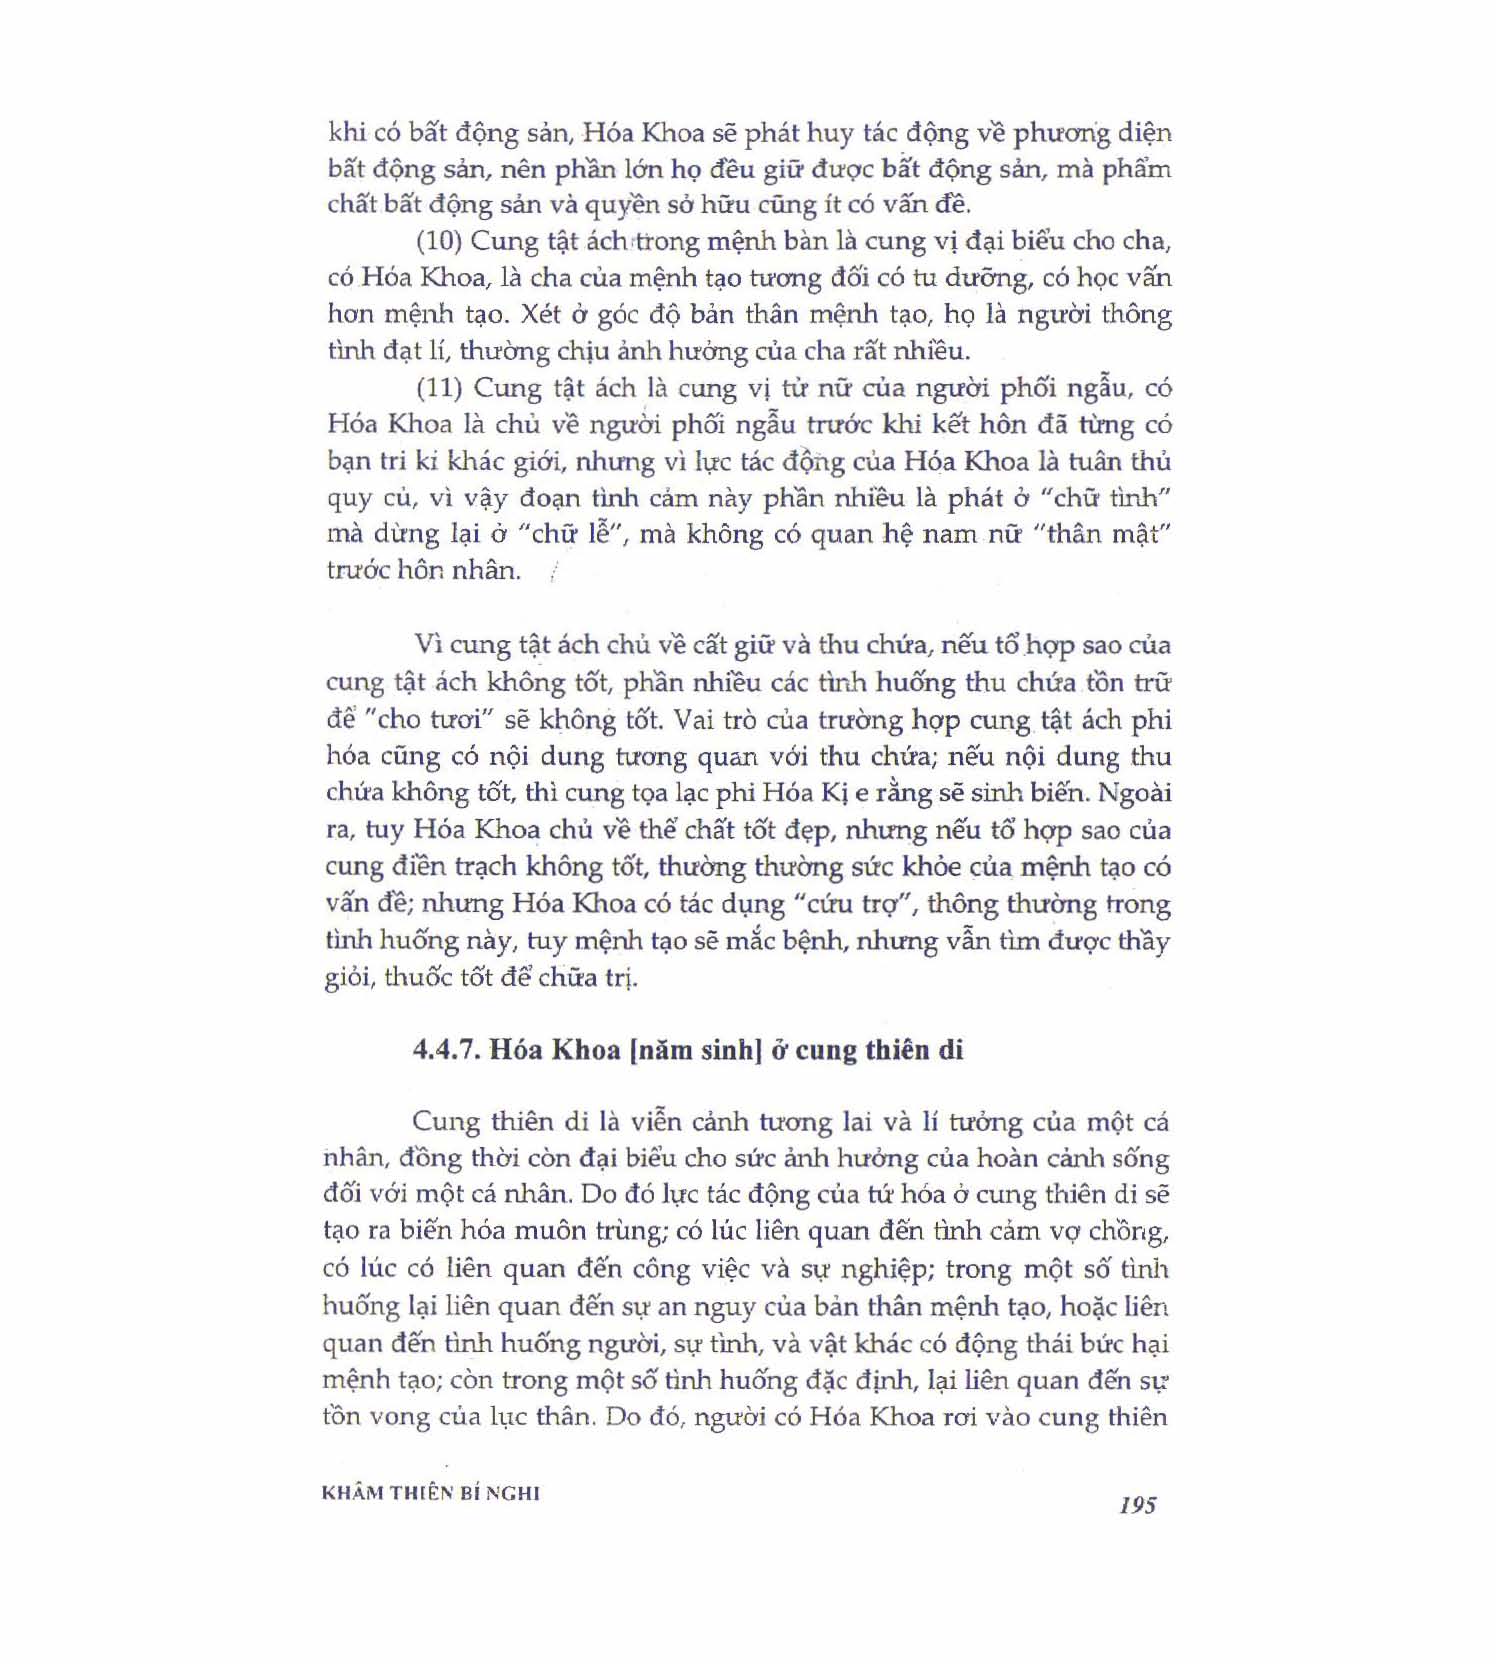 khi có bất động sản, Hóa Khoa sẽ phát huy tác động về phương diện
bất động sản, nên phần lớn họ đều giữ được bất động sản, mà phẩm
chất bất động sản và quyền sở hữu cũng ít có vấn đề.
(10) Cung tật ách trong mệnh bàn là cung vị đại biểu cho cha,
có Hóa Khoa, là cha của mệnh tạo tương đối có tu dưỡng, có học vấn
hơn mệnh tạo. Xét ở góc độ bản thân mệnh tạo, họ là người thông
tình đạt lí, thường chịu ảnh hưởng của cha rất nhiều.
(11) Cung tật ách là cung vị tử nữ của người phối ngẫu, có
Hóa Khoa là chủ về người phối ngẫu trước khi kết hôn đã từng có
bạn tri kỉ khác giới, nhưng vì lực tác động của Hóa Khoa là tuân thủ
quy củ, vì vậy đoạn tình cảm này phần nhiều là phát ở "chữ tình"
mà dừng lại ở "chữ lễ", mà không có quan hệ nam nữ "thân mật"
trước hôn nhân.
Vì cung tật ách chủ về cất giữ và thu chứa, nếu tổ hợp sao của
cung tật ách không tốt, phần nhiều các tình huống thu chứa tồn trữ
để "cho tươi" sẽ không tốt. Vai trò của trường hợp cung tật ách phi
hóa cũng có nội dung tương quan với thu chứa; nếu nội dung thu
chứa không tốt, thì cung tọa lạc phi Hóa Kị e rằng sẽ sinh biến. Ngoài
ra, tuy Hóa Khoa chủ về thể chất tốt đẹp, nhưng nếu tổ hợp sao của
cung điền trạch không tốt, thường thường sức khỏe của mệnh tạo có
vấn đề; nhưng Hóa Khoa có tác dụng "cứu trợ", thông thường trong
tình huống này, tuy mệnh tạo sẽ mắc bệnh, nhưng vẫn tìm được thầy
giỏi, thuốc tốt để chữa trị.
4.4.7. Hóa Khoa [năm sinh] ở cung thiên di
Cung thiên di là viễn cảnh tương lai và lí tưởng của một cá
nhân, đồng thời còn đại biểu cho sức ảnh hưởng của hoàn cảnh sống
đối với một cá nhân. Do đó lực tác động của tứ hóa ở cung thiên di sẽ
tạo ra biến hóa muôn trùng; có lúc liên quan đến tình cảm vợ chồng,
có lúc có liên quan đến công việc và sự nghiệp; trong một số tình
huống lại liên quan đến sự an nguy của bản thân mệnh tạo, hoặc liên
quan đến tình huống người, sự tình, và vật khác có động thái bức hại
mệnh tạo; còn trong một số tình huống đặc định, lại liên quan đến sự
tồn vong của lục thân. Do đó, người có Hóa Khoa rơi vào cung thiên
KHÂM THIÊN BÍ NGHI
195